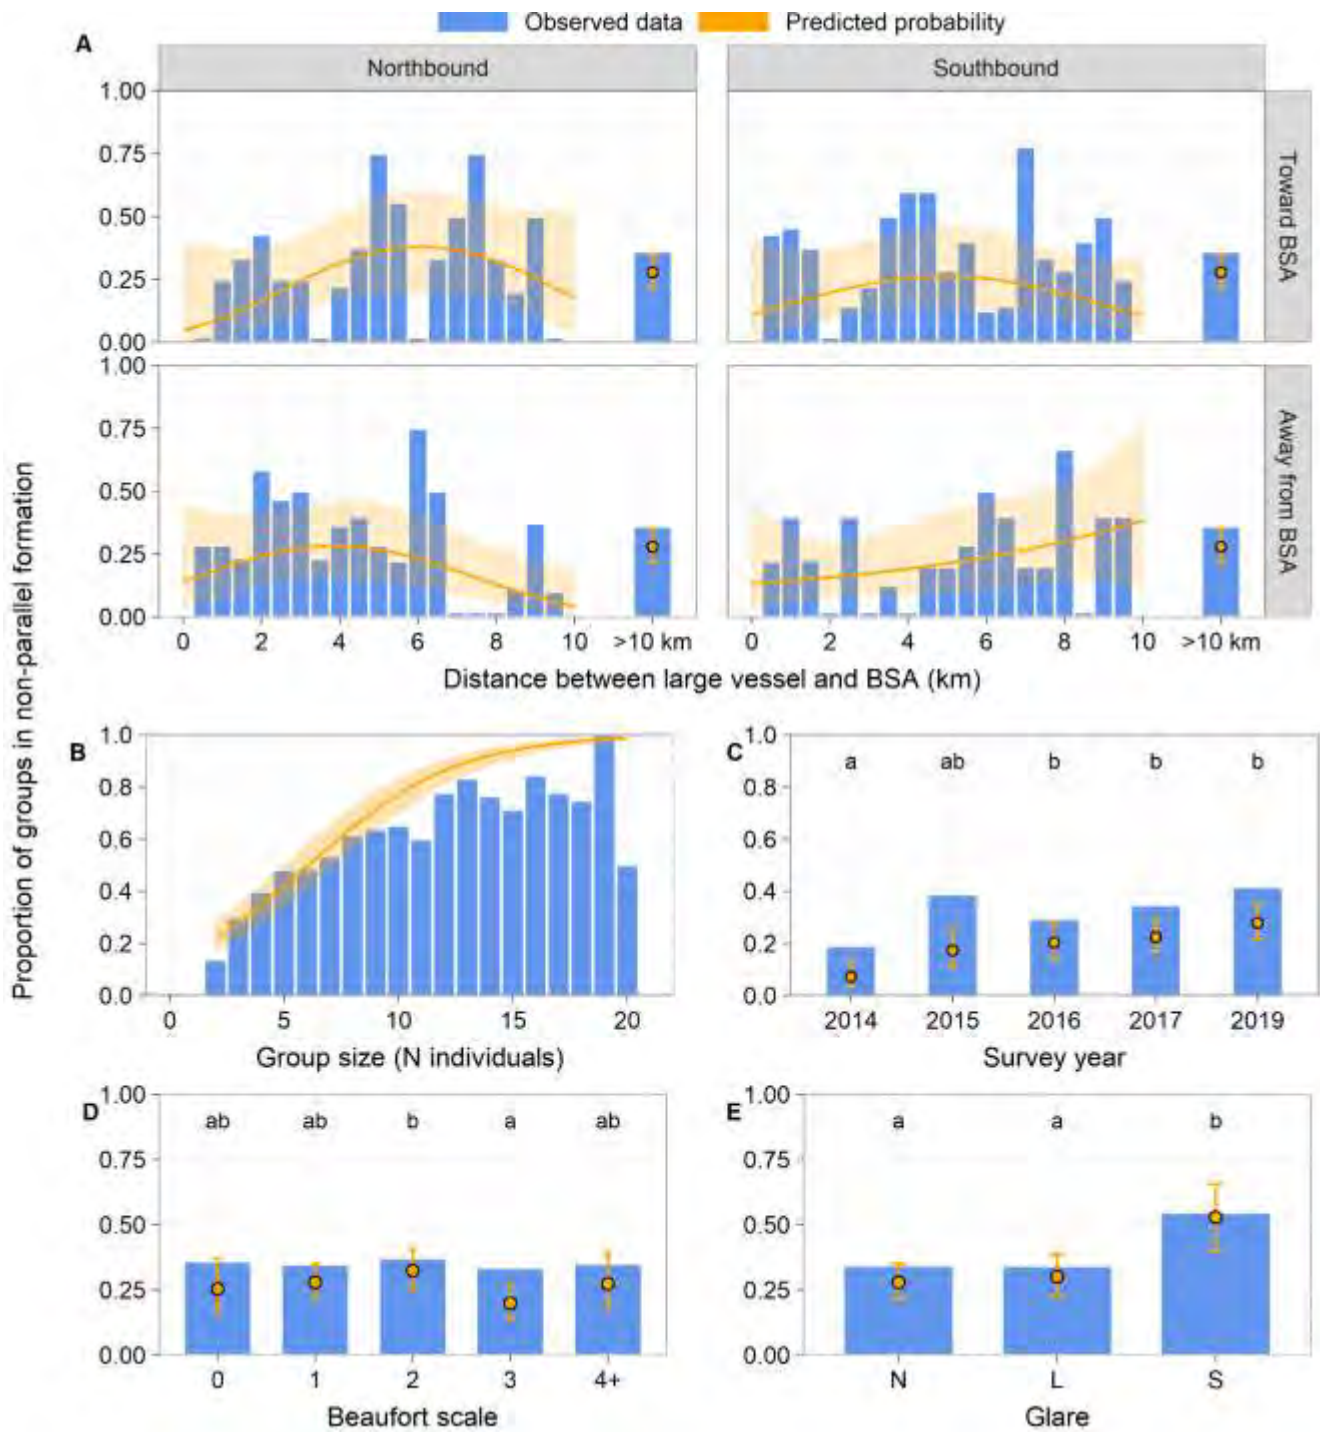 Observed data Predicted probability
A
Northbound Southbound
1.00
0.75
0.50
0.25
0.00
Toward BSA
1.00
0.75
0.50
0.25
0.00
Away from BSA
0 2 4 6 8 10 >10 km 0 2 4 6 8 10 >10 km
Distance between large vessel and BSA (km)
Proportion of groups in non-parallel formation
B
1.0
0.8
0.6
0.4
0.2
0.0
0 5 10 15 20
Group size (N individuals)
C
1.0
0.8
0.6
0.4
0.2
0.0
a ab b b b
2014 2015 2016 2017 2019
Survey year
D
1.00
0.75
0.50
0.25
0.00
ab ab b a ab
0 1 2 3 4+
Beaufort scale
E
1.00
0.75
0.50
0.25
0.00
a a b
N L S
Glare